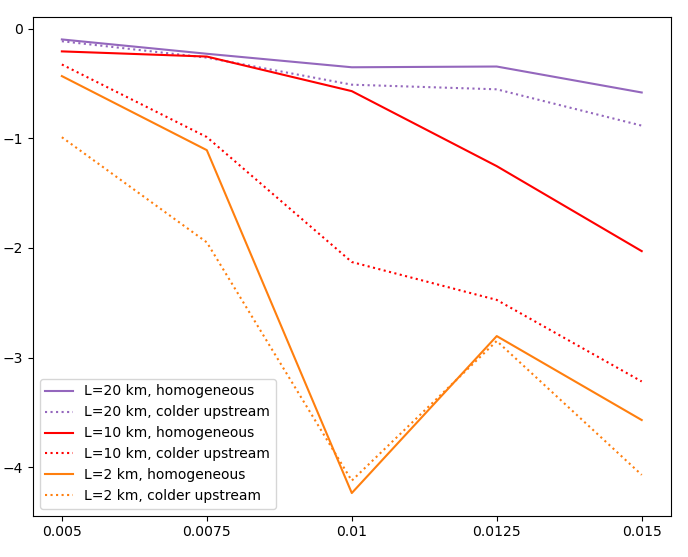 0
−1
−2
−3
−4
L=20 km, homogeneous
L=20 km, colder upstream
L=10 km, homogeneous
L=10 km, colder upstream
L=2 km, homogeneous
L=2 km, colder upstream
0.005 0.0075 0.01 0.0125 0.015